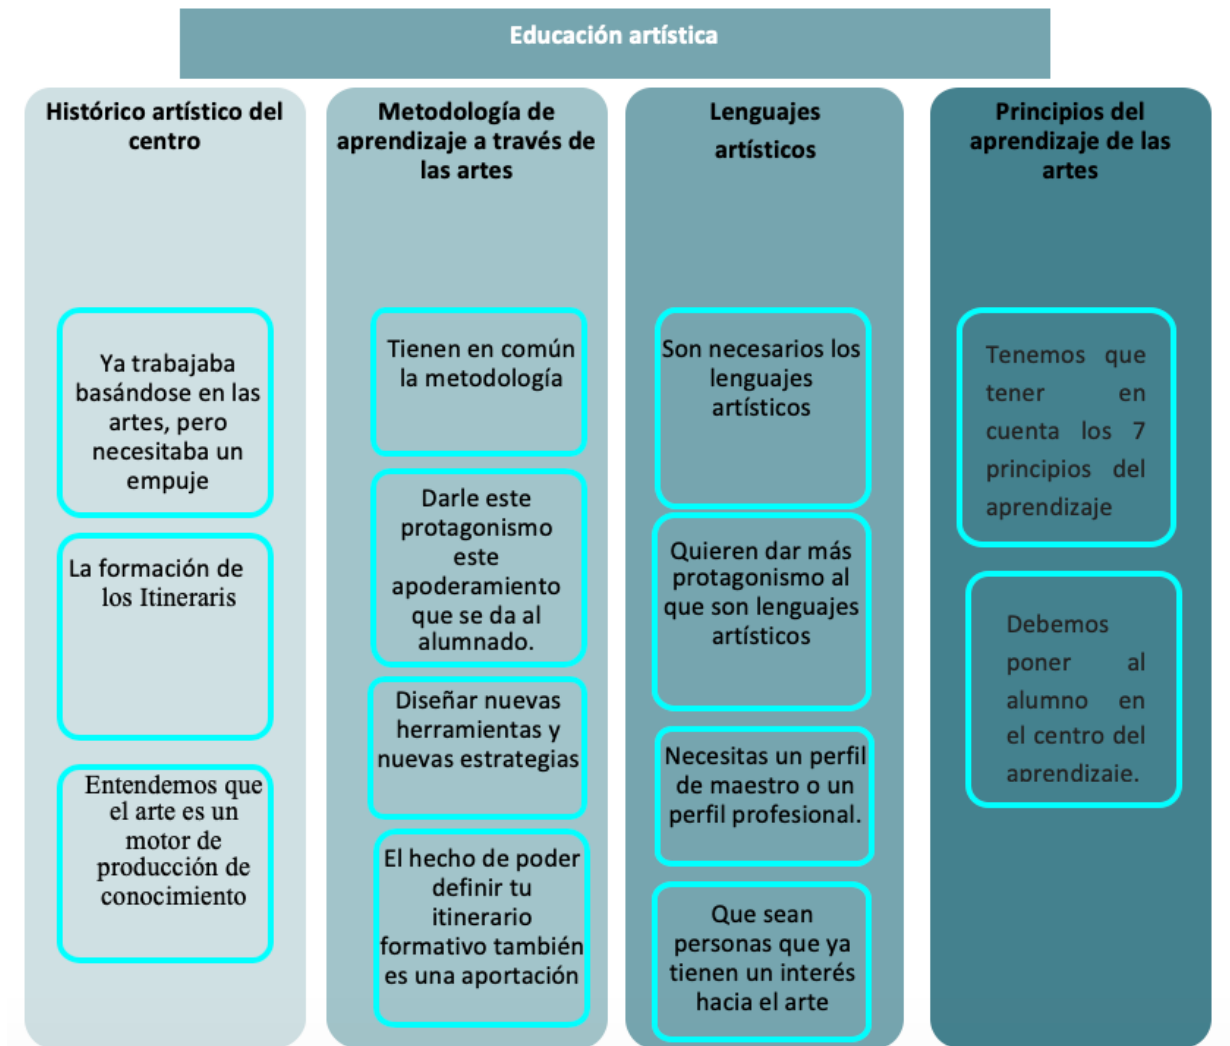 Educación artística
Histórico artístico del
centro
Ya trabajaba
basándose en las
artes, pero
necesitaba un
empuje
La formación de
los Itineraris
Entendemos que
el arte es un
motor de
producción de
conocimiento
Metodología de
aprendizaje a través de
las artes
Tienen en común
la metodología
Darle este
protagonismo
este
apoderamiento
que se da al
alumnado.
Diseñar nuevas
herramientas y
nuevas estrategias
El hecho de poder
definir tu
itinerario
formativo también
es una aportación
Lenguajes
artísticos
Son necesarios los
lenguajes
artísticos
Quieren dar más
protagonismo al
que son lenguajes
artísticos
Necesitas un perfil
de maestro o un
perfil profesional.
Que sean
personas que ya
tienen un interés
hacia el arte
Principios del
aprendizaje de las
artes
Tenemos que
tener en
cuenta los 7
principios del
aprendizaje
Debemos
poner al
alumno en
el centro del
aprendizaje.